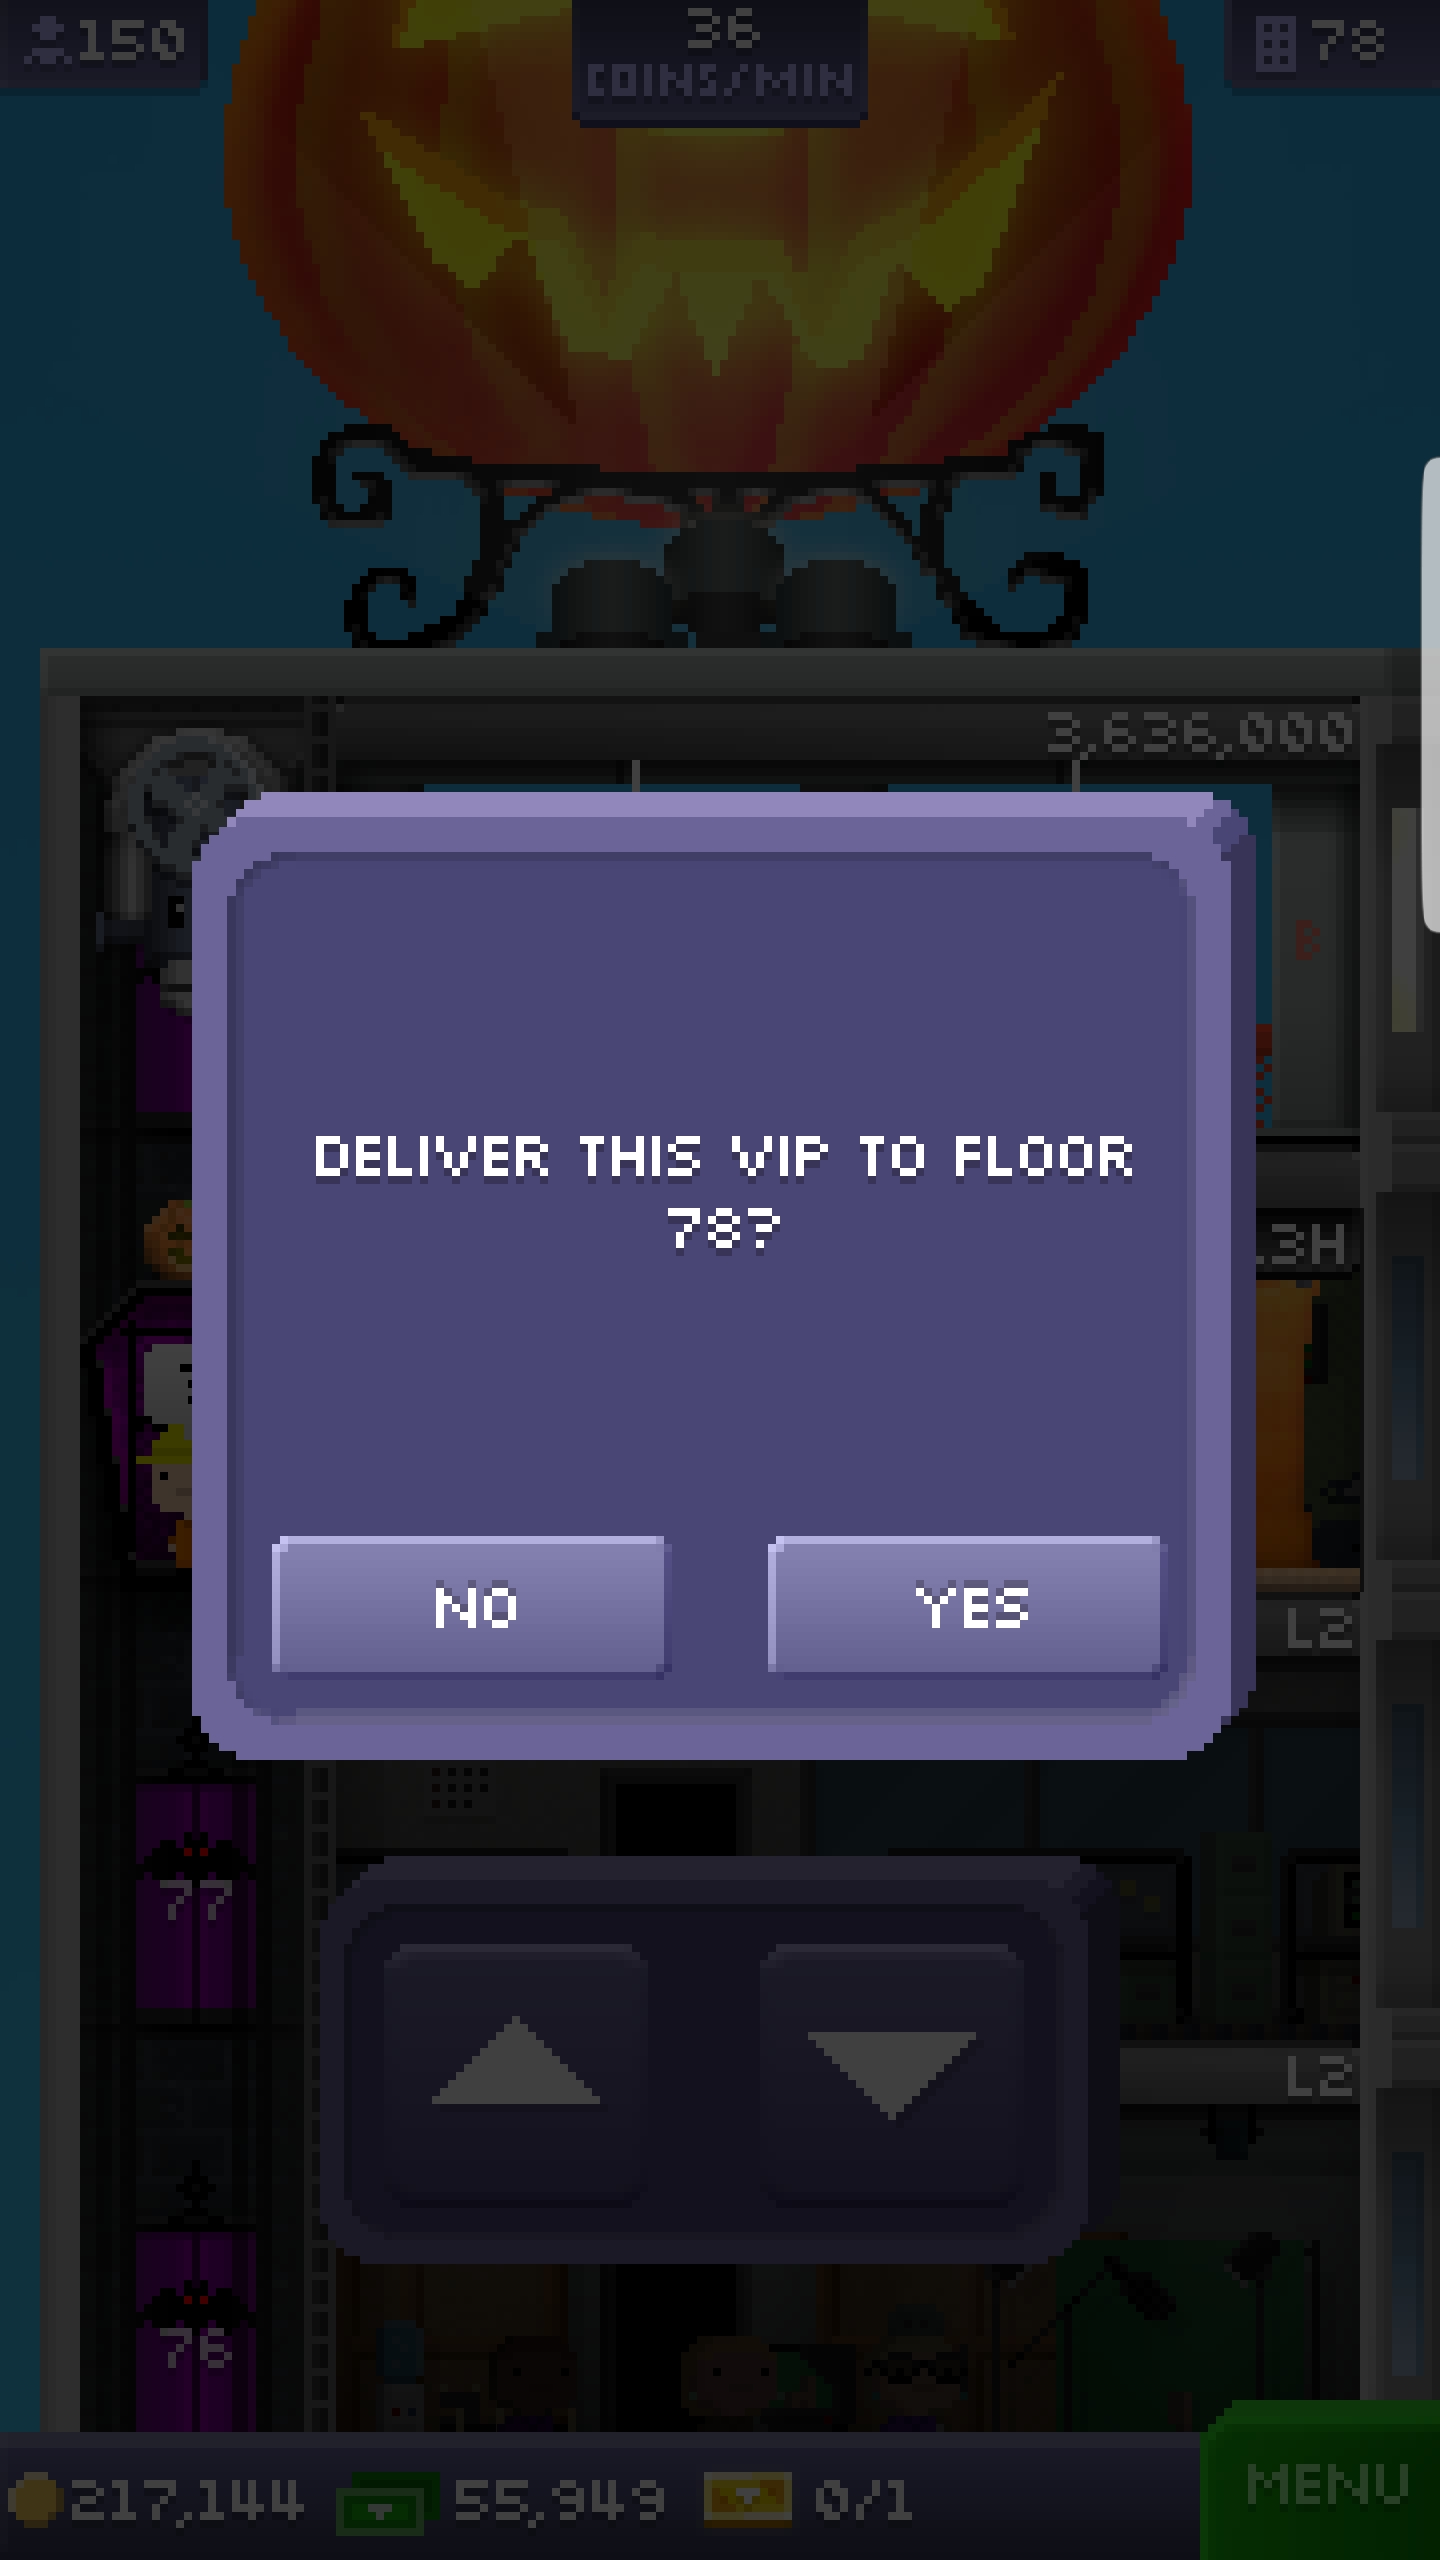 150
36
COINS/MIN
78
3,636,000
B
13H
DELIVER THIS VIP TO FLOOR
78?
NO
YES
L2
77
L2
76
217,144
55,949
0/1
MENU